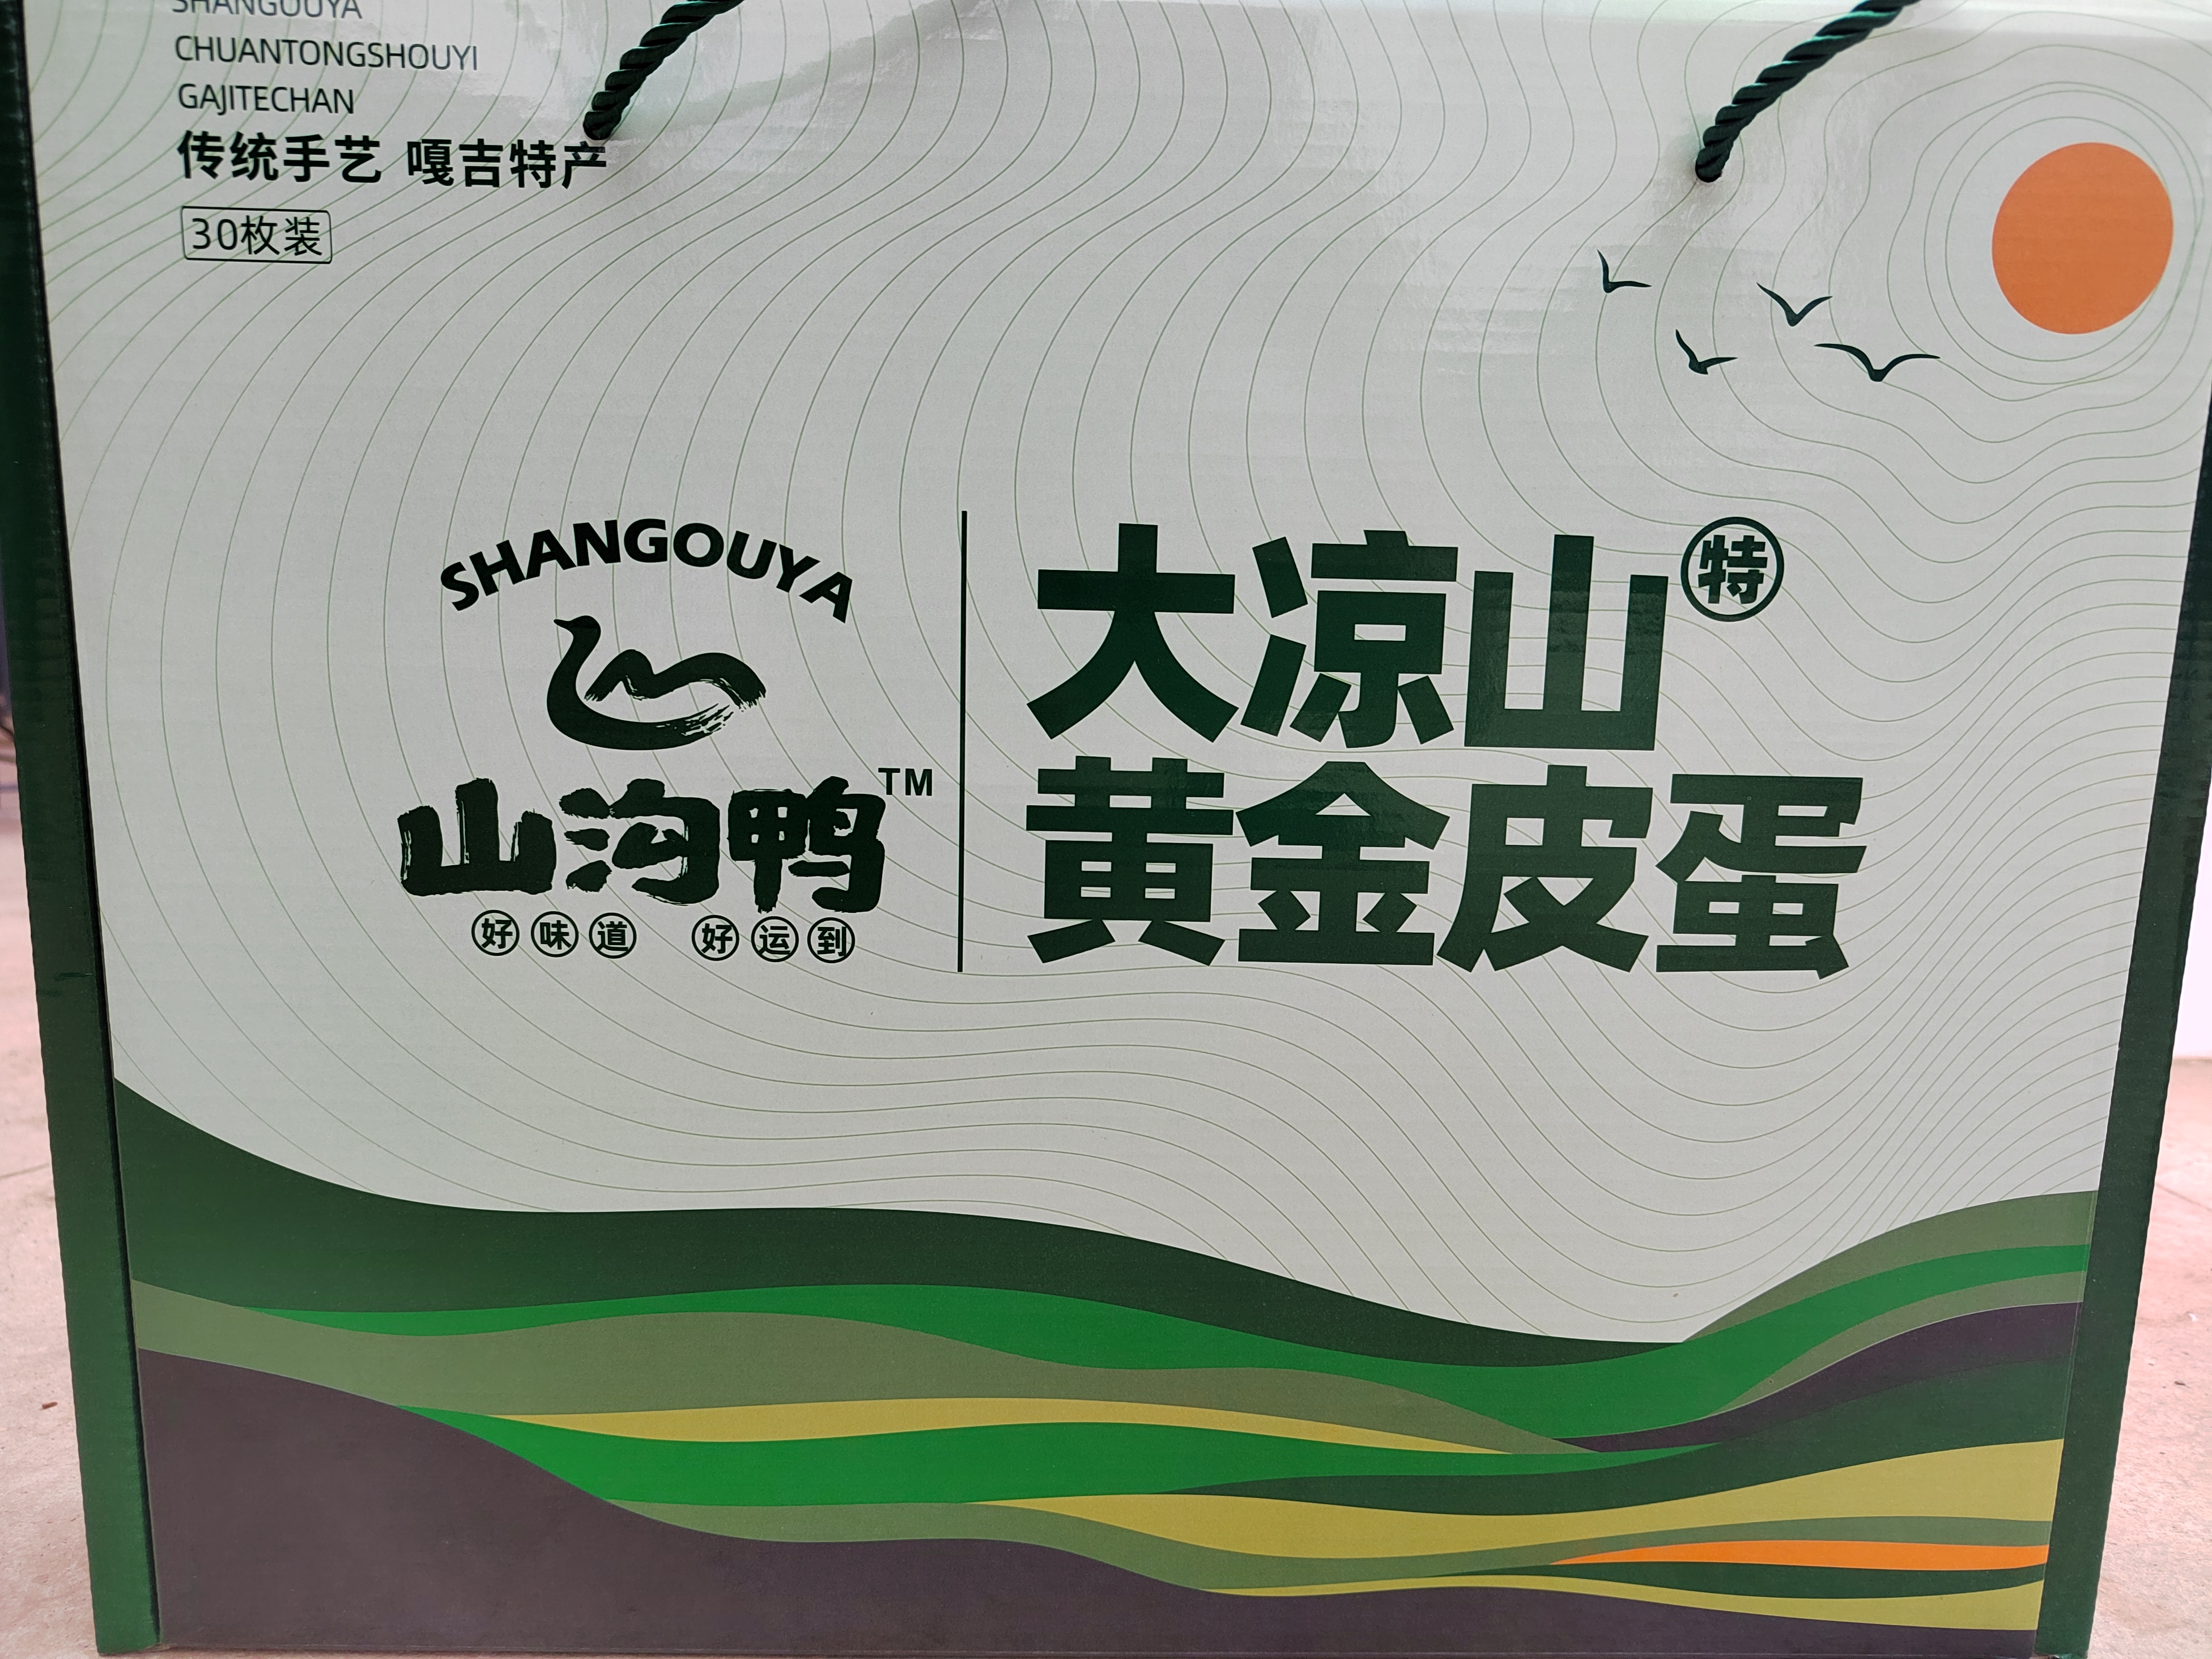 SHANGOUYA
CHUANTONGSHOUYI
GAJITECHAN
传统手艺 嘎吉特产
30枚装
SHANGOUYA
山沟鸭TM
好味道 好运到
大凉山特
黄金皮蛋